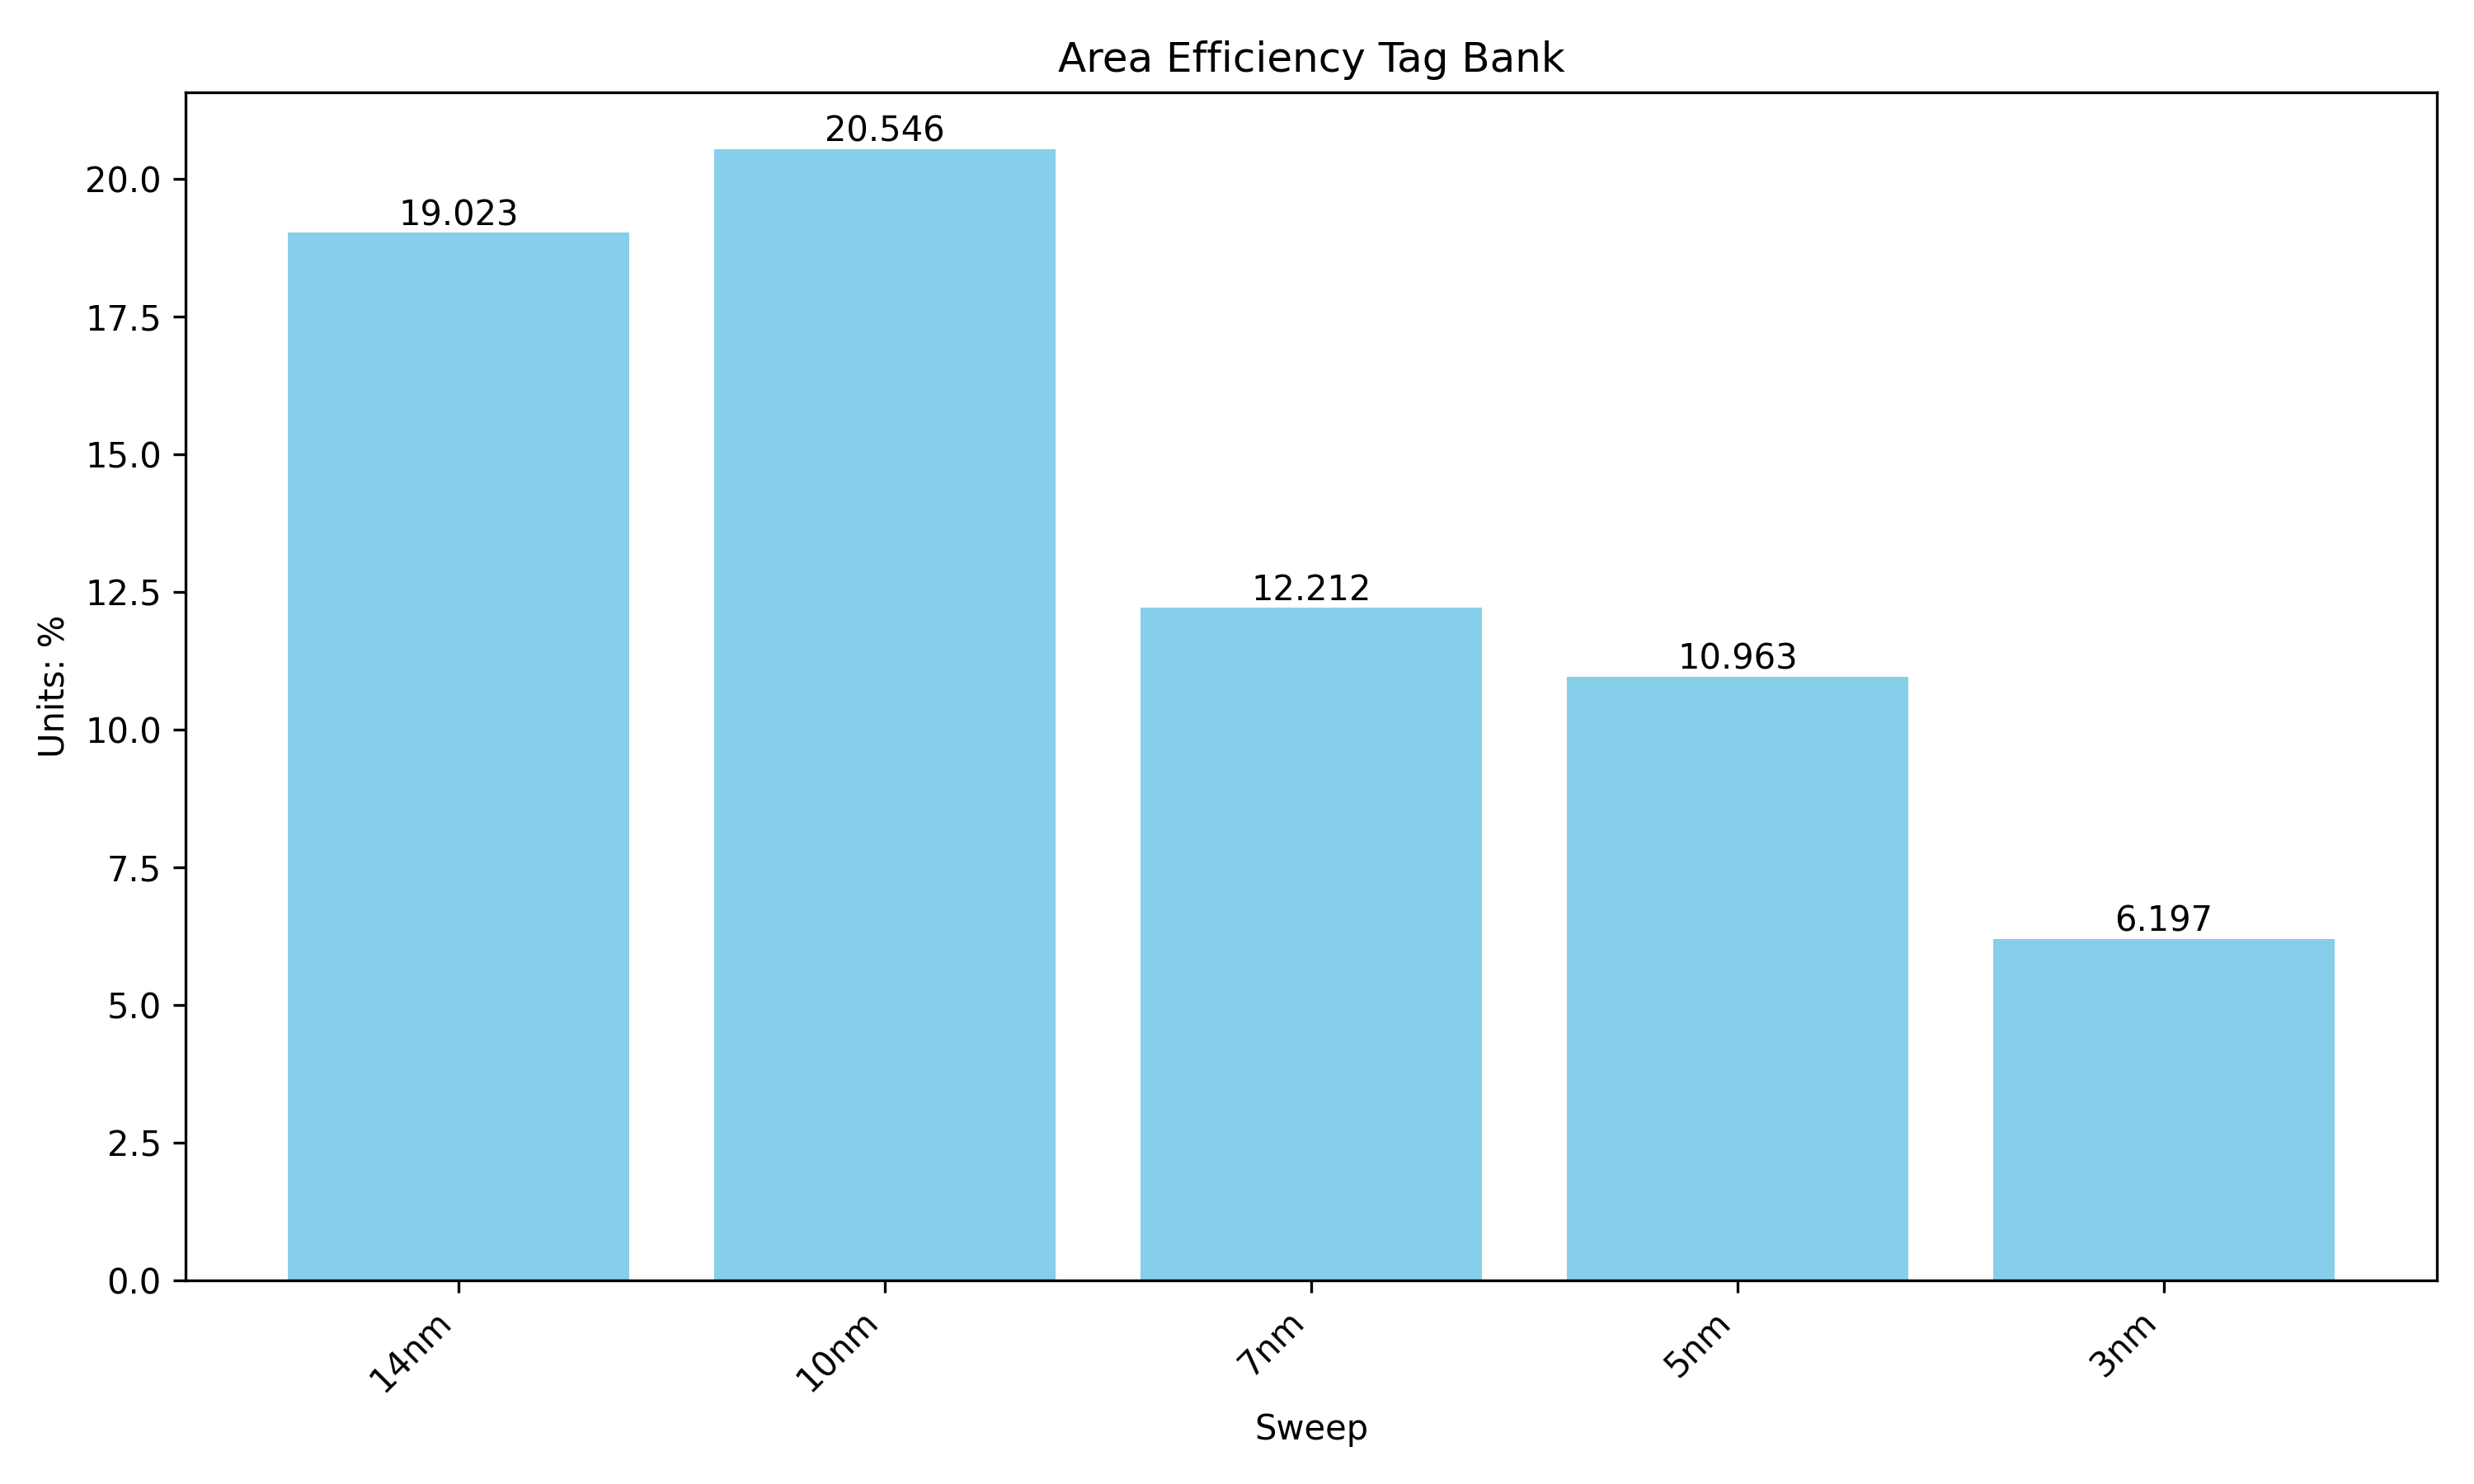 Area Efficiency Tag Bank
Units: %
20.0
17.5
15.0
12.5
10.0
7.5
5.0
2.5
0.0
19.023
20.546
12.212
10.963
6.197
14nm
10nm
7nm
5nm
3nm
Sweep